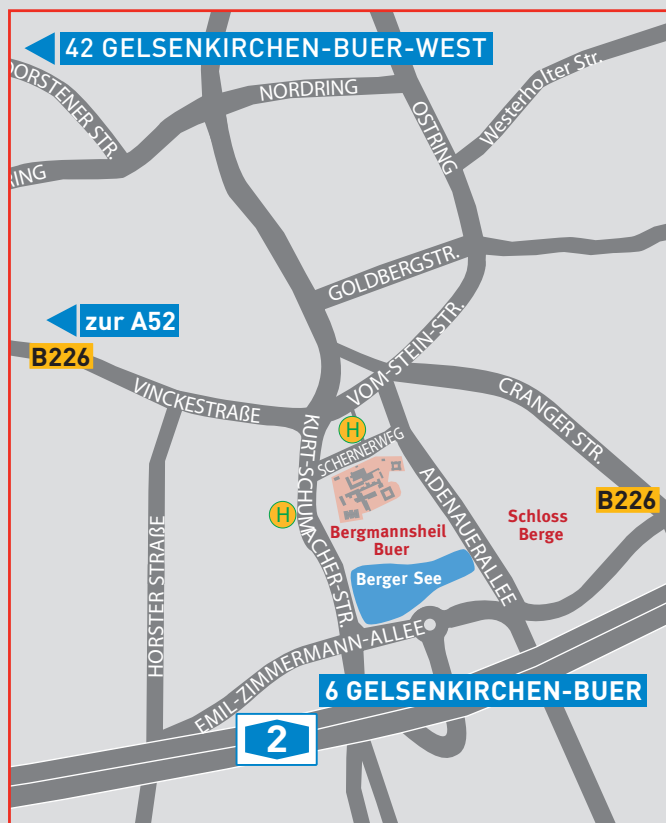 42 GELSENKIRCHEN-BUER-WEST
DORSTENER STR.
NORDRING
OSTRING
Westerholter Str.
RING
GOLDBERGSTR.
zur A52
B226
VOM-STEIN-STR.
VINCKESTRAßE
KURT-SCHUMACHER-STR.
H
SCHERNERWEG
CRANGER STR.
ADENAUERALLEE
B226
H
Bergmannsheil
Buer
Schloss
Berge
Berger See
HORSTER STRAßE
EMIL-ZIMMERMANN-ALLEE
6 GELSENKIRCHEN-BUER
2